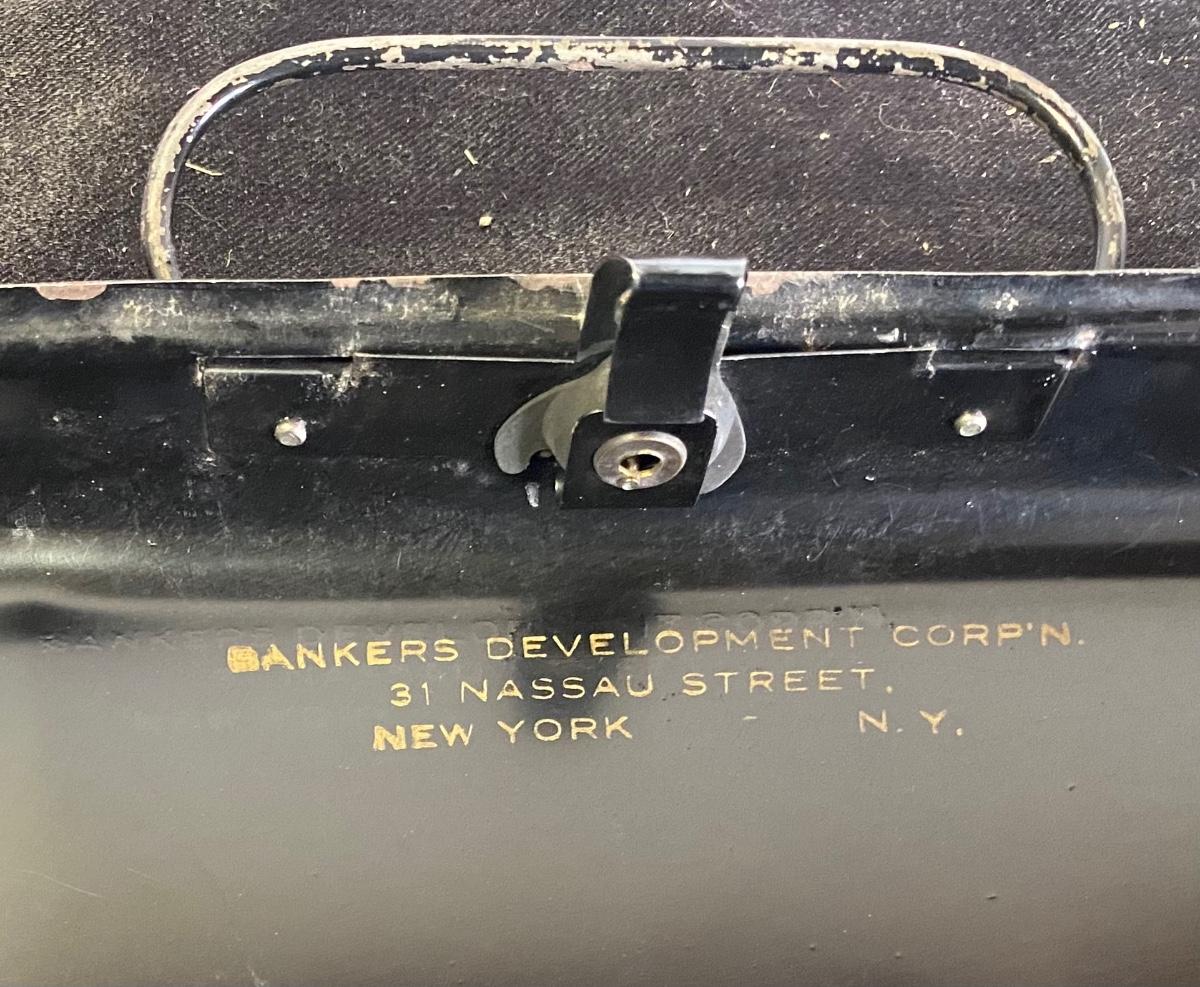 BANKERS DEVELOPMENT CORP'N.
31 NASSAU STREET.
NEW YORK - N.Y.